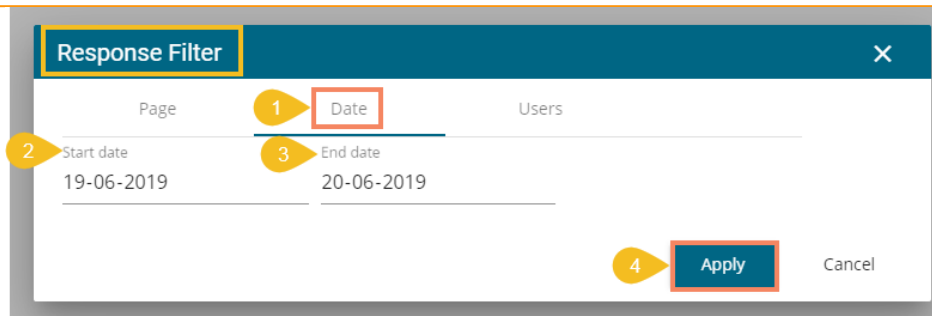 Response Filter
Page 1 Date Users
2 Start date 3 End date
19-06-2019 20-06-2019
4 Apply Cancel